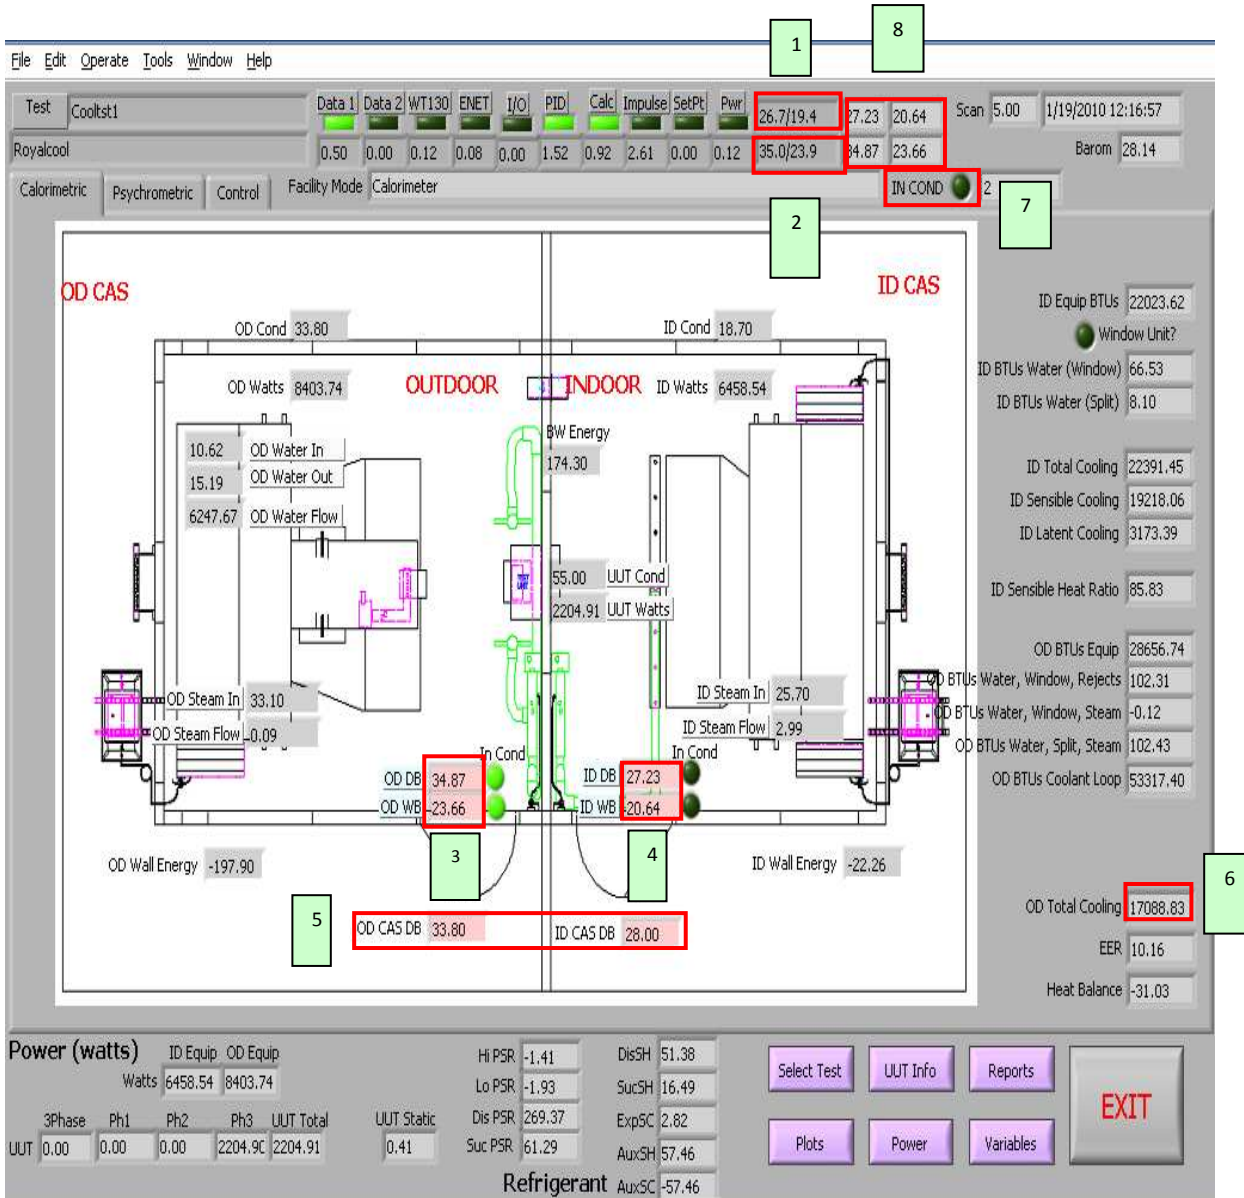 1
8
File Edit Operate Tools Window Help
Test Cooltst1
Data 1 Data 2 WT130 ENET I/O PID Calc Impulse SetPt Pwr
26.7/19.4 27.23 20.64
Scan 5.00 1/19/2010 12:16:57
Royalcool
0.50 0.00 0.12 0.08 0.00 1.52 0.92 2.61 0.00 0.12
35.0/23.9 34.87 23.66
Barom 28.14
Calorimetric Psychrometric Control
Facility Mode Calorimeter
IN COND 2
7
2
OD CAS
ID CAS
OD Cond 33.80
ID Cond 18.70
ID Equip BTUs 22023.62
Window Unit?
OD Watts 8403.74
OUTDOOR INDOOR
ID Watts 6458.54
ID BTUs Water (Window) 66.53
ID BTUs Water (Split) 8.10
BW Energy
174.30
10.62 OD Water In
15.19 OD Water Out
6247.67 OD Water Flow
ID Total Cooling 22391.45
ID Sensible Cooling 19218.06
ID Latent Cooling 3173.39
TEST
UNIT
55.00 UUT Cond
2204.91 UUT Watts
ID Sensible Heat Ratio 85.83
OD BTUs Equip 28656.74
OD BTUs Water, Window, Rejects 102.31
OD BTUs Water, Window, Steam -0.12
OD BTUs Water, Split, Steam 102.43
OD BTUs Coolant Loop 53317.40
OD Steam In 33.10
OD Steam Flow -0.09
ID Steam In 25.70
ID Steam Flow 2.99
In Cond
In Cond
OD DB 34.87
OD WB 23.66
ID DB 27.23
ID WB 20.64
3
4
OD Wall Energy -197.90
ID Wall Energy -22.26
5
OD CAS DB 33.80
ID CAS DB 28.00
6
OD Total Cooling 17088.83
EER 10.16
Heat Balance -31.03
Power (watts) ID Equip OD Equip
Watts 6458.54 8403.74
3Phase Ph1 Ph2 Ph3 UUT Total
UUT 0.00 0.00 0.00 2204.90 2204.91
UUT Static
0.41
Hi PSR -1.41
Lo PSR -1.93
Dis PSR 269.37
Suc PSR 61.29
Refrigerant
DisSH 51.38
SucSH 16.49
ExpSC 2.82
AuxSH 57.46
AuxSC -57.46
Select Test UUT Info Reports
Plots Power Variables
EXIT